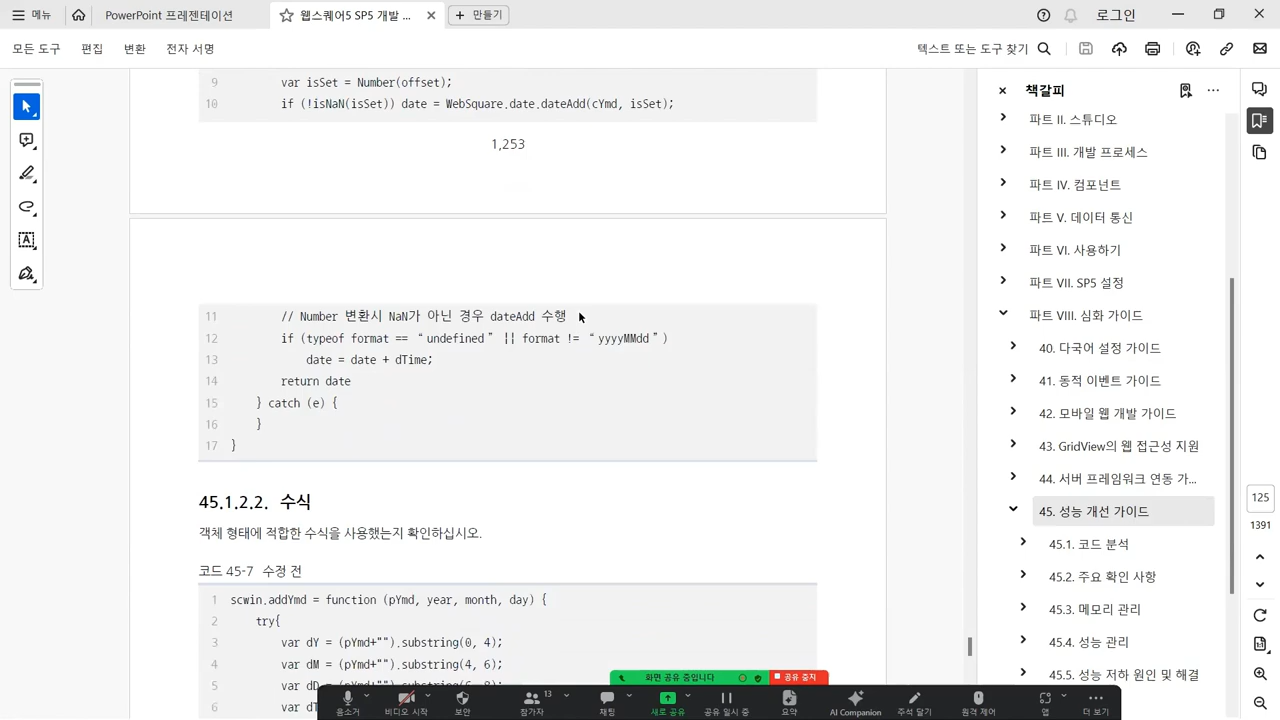 메뉴
PowerPoint 프레젠테이션
웹스퀘어5 SP5 개발 ...
만들기
로그인
모든 도구
편집
변환
전자 서명
텍스트 또는 도구 찾기
9 var isSet = Number(offset);
10 if (!isNaN(isSet)) date = WebSquare.date.dateAdd(cYmd, isSet);
1,253
11 // Number 변환시 NaN가 아닌 경우 dateAdd 수행
12 if (typeof format == “undefined” || format != “yyyyMMdd”)
13 date = date + dTime;
14 return date
15 } catch (e) {
16 }
17 }
45.1.2.2. 수식
객체 형태에 적합한 수식을 사용했는지 확인하십시오.
코드 45-7 수정 전
1 scwin.addYmd = function (pYmd, year, month, day) {
2 try{
3 var dY = (pYmd+"").substring(0, 4);
4 var dM = (pYmd+"").substring(4, 6);
5 var dD
6 var dT
책갈피
파트 II. 스튜디오
파트 III. 개발 프로세스
파트 IV. 컴포넌트
파트 V. 데이터 통신
파트 VI. 사용하기
파트 VII. SP5 설정
파트 VIII. 심화 가이드
40. 다국어 설정 가이드
41. 동적 이벤트 가이드
42. 모바일 웹 개발 가이드
43. GridView의 웹 접근성 지원
44. 서버 프레임워크 연동 가...
45. 성능 개선 가이드
45.1. 코드 분석
45.2. 주요 확인 사항
45.3. 메모리 관리
45.4. 성능 관리
45.5. 성능 저하 원인 및 해결
125
1391
화면 공유 중입니다
공유 중지
음소거
비디오 시작
보안
13
참가자
채팅
새로 공유
공유 일시 중
요약
AI Companion
주석 달기
원격 제어
앱
더 보기